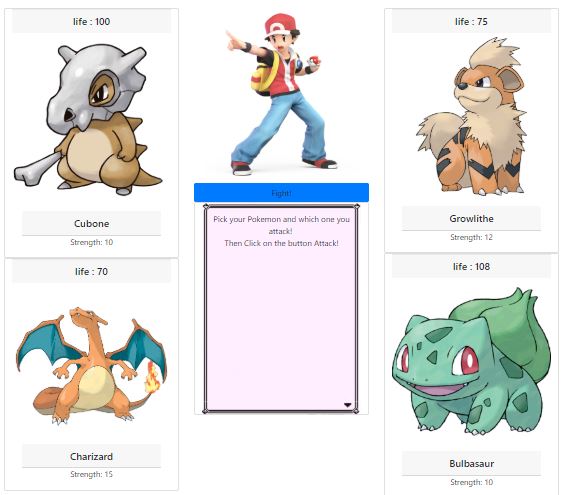 life : 100
Cubone
Strength: 10
life : 70
Charizard
Strength: 15
Fight!
Pick your Pokemon and which one you
attack!
Then Click on the button Attack!
life : 75
Growlithe
Strength: 12
life : 108
Bulbasaur
Strength: 10